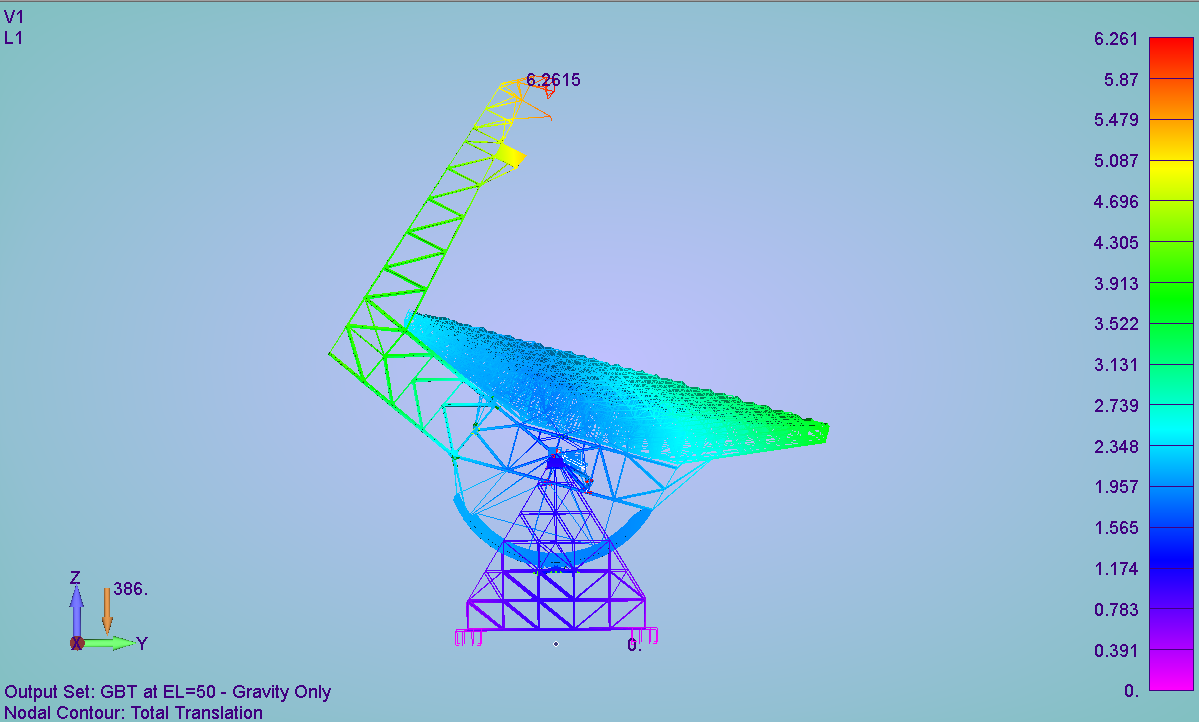 V1
L1
6.2615
6.261
5.87
5.479
5.087
4.696
4.305
3.913
3.522
3.131
2.739
2.348
1.957
1.565
1.174
0.783
0.391
0.
Z
386.
X
Y
0.
Output Set: GBT at EL=50 - Gravity Only
Nodal Contour: Total Translation